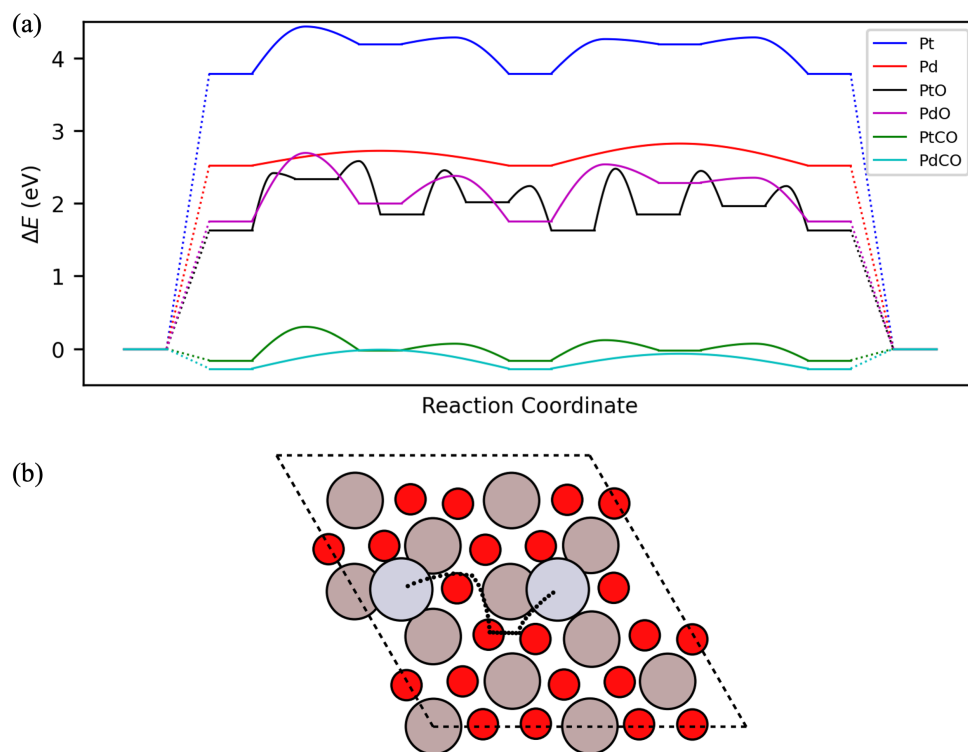 (a)
4
3
2
1
0
ΔE (eV)
Pt
Pd
PtO
PdO
PtCO
PdCO
Reaction Coordinate
(b)